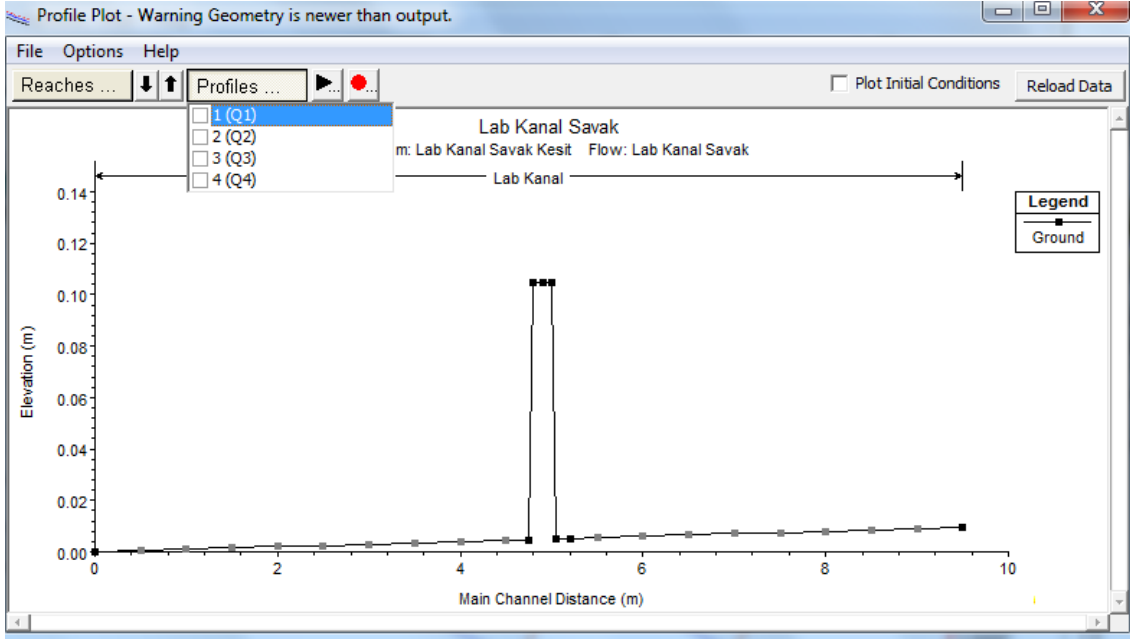 Profile Plot - Warning Geometry is newer than output.
File Options Help
Reaches ... Profiles ... ... ... Plot Initial Conditions Reload Data
1 (Q1)
2 (Q2)
3 (Q3)
4 (Q4)
Lab Kanal Savak
m: Lab Kanal Savak Kesit Flow: Lab Kanal Savak
Lab Kanal
Legend
Ground
0.14
0.12
0.10
0.08
0.06
0.04
0.02
0.00
Elevation (m)
0 2 4 6 8 10
Main Channel Distance (m)